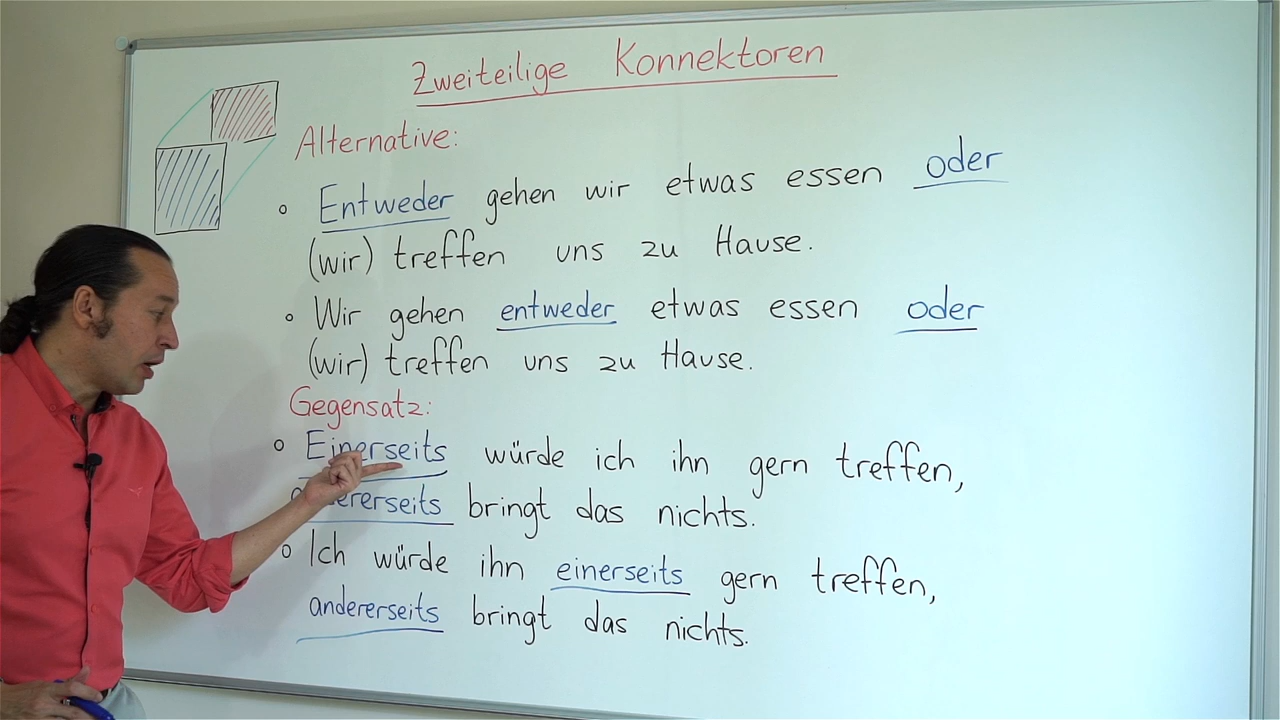 Zweiteilige Konnektoren
Alternative:
Entweder gehen wir etwas essen oder
(wir) treffen uns zu Hause.
Wir gehen entweder etwas essen oder
(wir) treffen uns zu Hause.
Gegensatz:
Einerseits würde ich ihn gern treffen,
andererseits bringt das nichts.
Ich würde ihn einerseits gern treffen,
andererseits bringt das nichts.